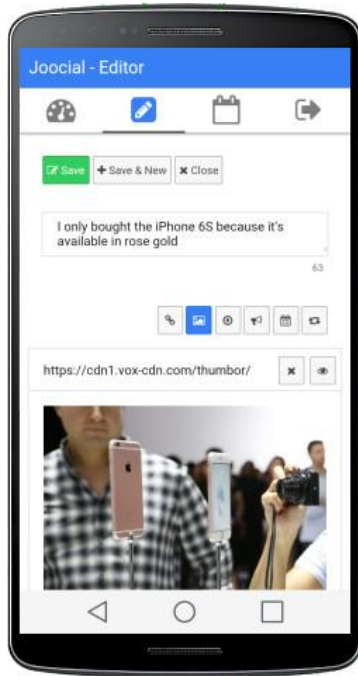 Joocial - Editor
Save
Save & New
Close
I only bought the iPhone 6S because it's
available in rose gold
63
https://cdn1.vox-cdn.com/thumbor/